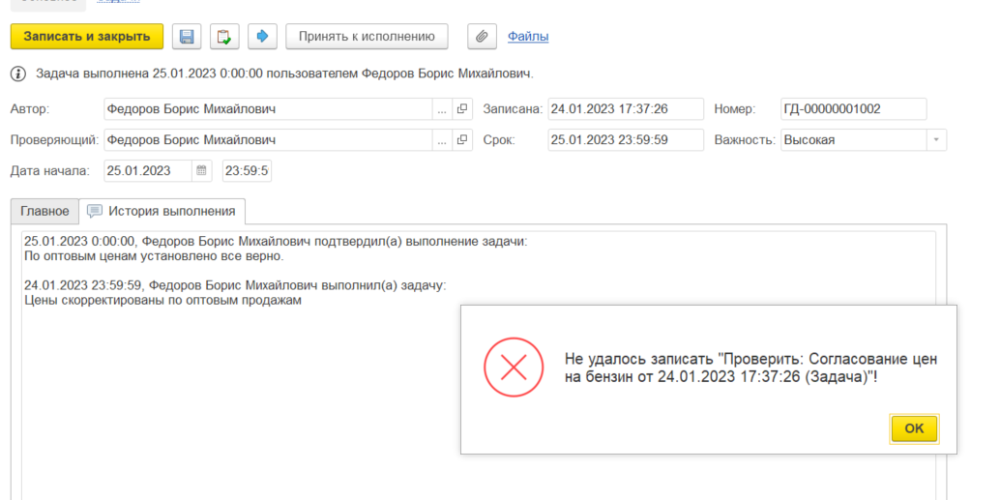 Записать и закрыть
Принять к исполнению
Файлы
Задача выполнена 25.01.2023 0:00:00 пользователем Федоров Борис Михайлович.
Автор: Федоров Борис Михайлович ... Записана: 24.01.2023 17:37:26 Номер: ГД-00000001002
Проверяющий: Федоров Борис Михайлович ... Срок: 25.01.2023 23:59:59 Важность: Высокая
Дата начала: 25.01.2023 23:59:5
Главное История выполнения
25.01.2023 0:00:00, Федоров Борис Михайлович подтвердил(а) выполнение задачи:
По оптовым ценам установлено все верно.
24.01.2023 23:59:59, Федоров Борис Михайлович выполнил(а) задачу:
Цены скорректированы по оптовым продажам
Не удалось записать "Проверить: Согласование цен
на бензин от 24.01.2023 17:37:26 (Задача)"!
OK